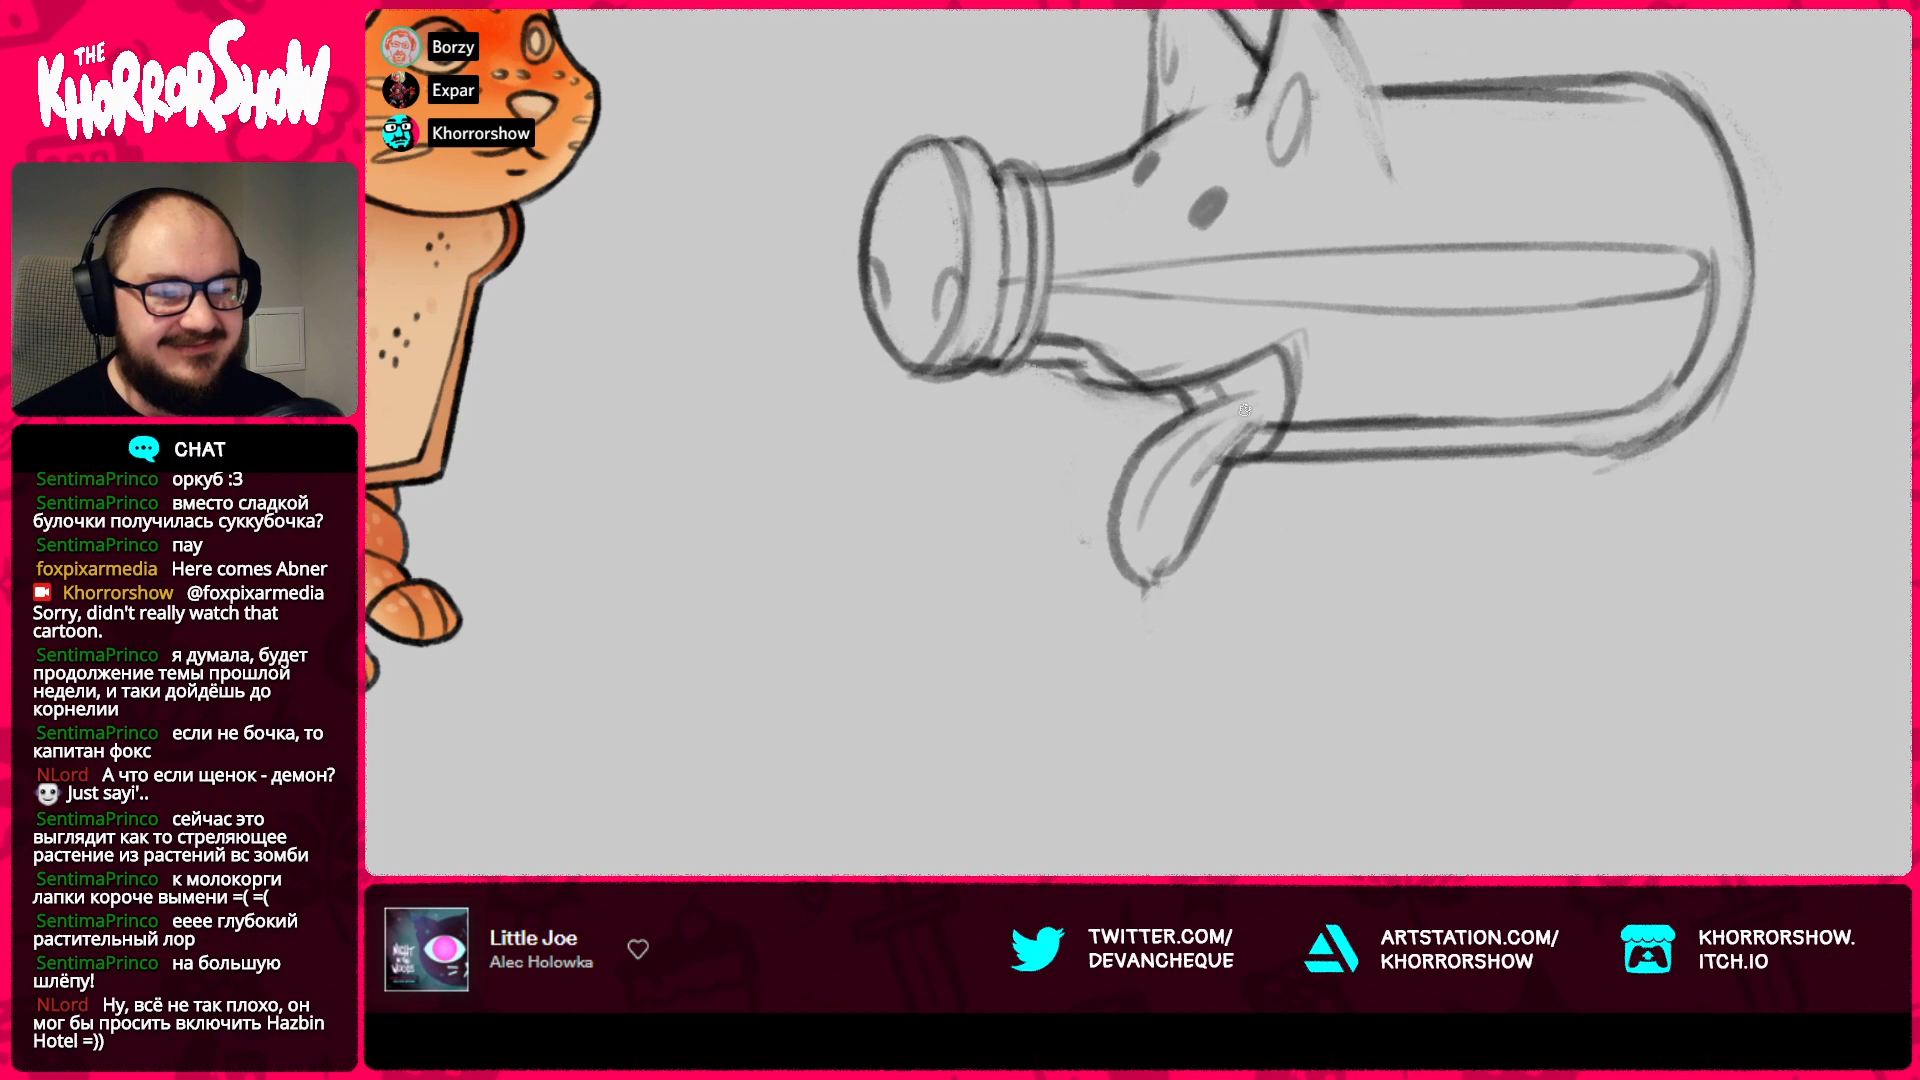 THE
KHORRORSHOW
Borzy
Expar
Khorrorshow
CHAT
SentimaPrinco оркуб :3
SentimaPrinco вместо сладкой
булочки получилась суккубочка?
SentimaPrinco пау
foxpixarmedia Here comes Abner
Khorrorshow @foxpixarmedia
Sorry, didn't really watch that
cartoon.
SentimaPrinco я думала, будет
продолжение темы прошлой
недели, и таки дойдёшь до
корнелии
SentimaPrinco если не бочка, то
капитан фокс
NLord А что если щенок - демон?
Just sayi'..
SentimaPrinco сейчас это
выглядит как то стреляющее
растение из растений вс зомби
SentimaPrinco к молокорги
лапки короче вымени =( =(
SentimaPrinco ееее глубокий
растительный лор
SentimaPrinco на большую
шлёпу!
NLord Ну, всё не так плохо, он
мог бы просить включить Hazbin
Hotel =))
NIGHT
IN THE
WOODS
Little Joe
Alec Holowka
TWITTER.COM/
DEVANCHEQUE
ARTSTATION.COM/
KHORRORSHOW
KHORRORSHOW.
ITCH.IO